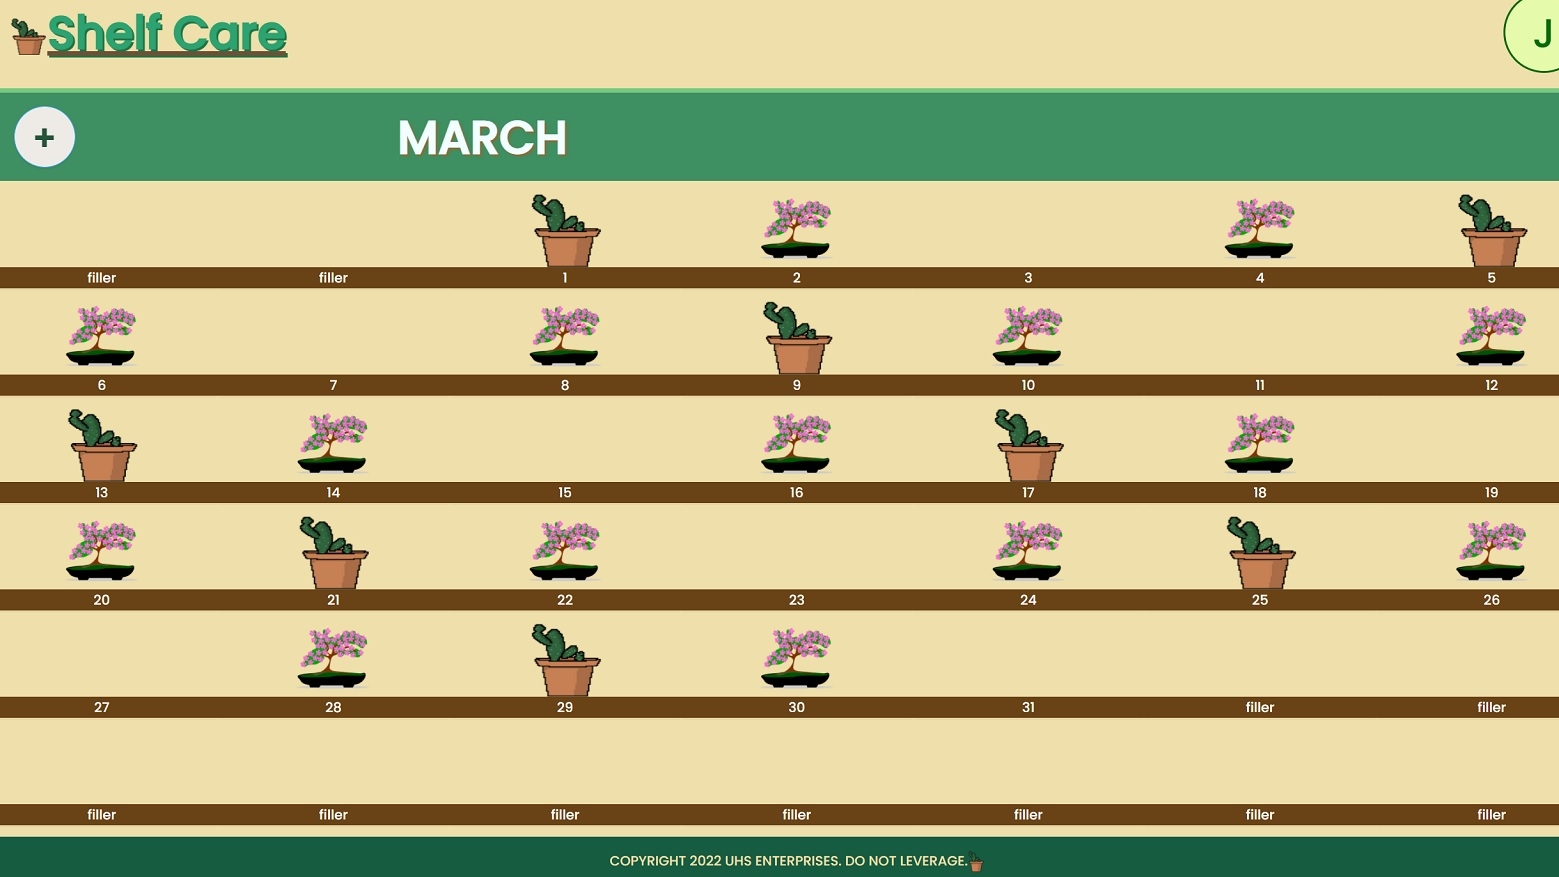 Shelf Care
J
+
MARCH
filler filler 1 2 3 4 5
6 7 8 9 10 11 12
13 14 15 16 17 18 19
20 21 22 23 24 25 26
27 28 29 30 31 filler filler
filler filler filler filler filler filler filler
COPYRIGHT 2022 UHS ENTERPRISES. DO NOT LEVERAGE.